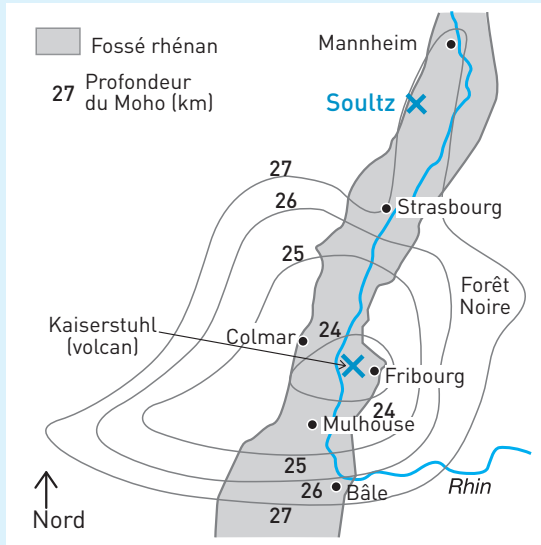 Fossé rhénan
27 Profondeur
du Moho (km)
Mannheim
Soultz
27
26
Strasbourg
25
Forêt
Noire
Kaiserstuhl
(volcan)
Colmar
24
Fribourg
24
Mulhouse
25
26
Bâle
Rhin
27
Nord